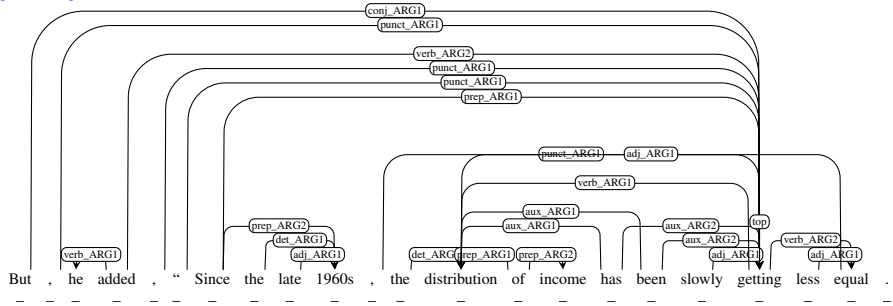 conj_ARG1
punct_ARG1
verb_ARG2
punct_ARG1
punct_ARG1
prep_ARG1
punct_ARG1 adj_ARG1
verb_ARG1
aux_ARG1
top
prep_ARG2 aux_ARG1 aux_ARG2
det_ARG1 aux_ARG2 verb_ARG2
verb_ARG1 adj_ARG1 det_ARG prep_ARG1 prep_ARG2 adj_ARG1 adj_ARG1
But , he added , “ Since the late 1960s , the distribution of income has been slowly getting less equal .